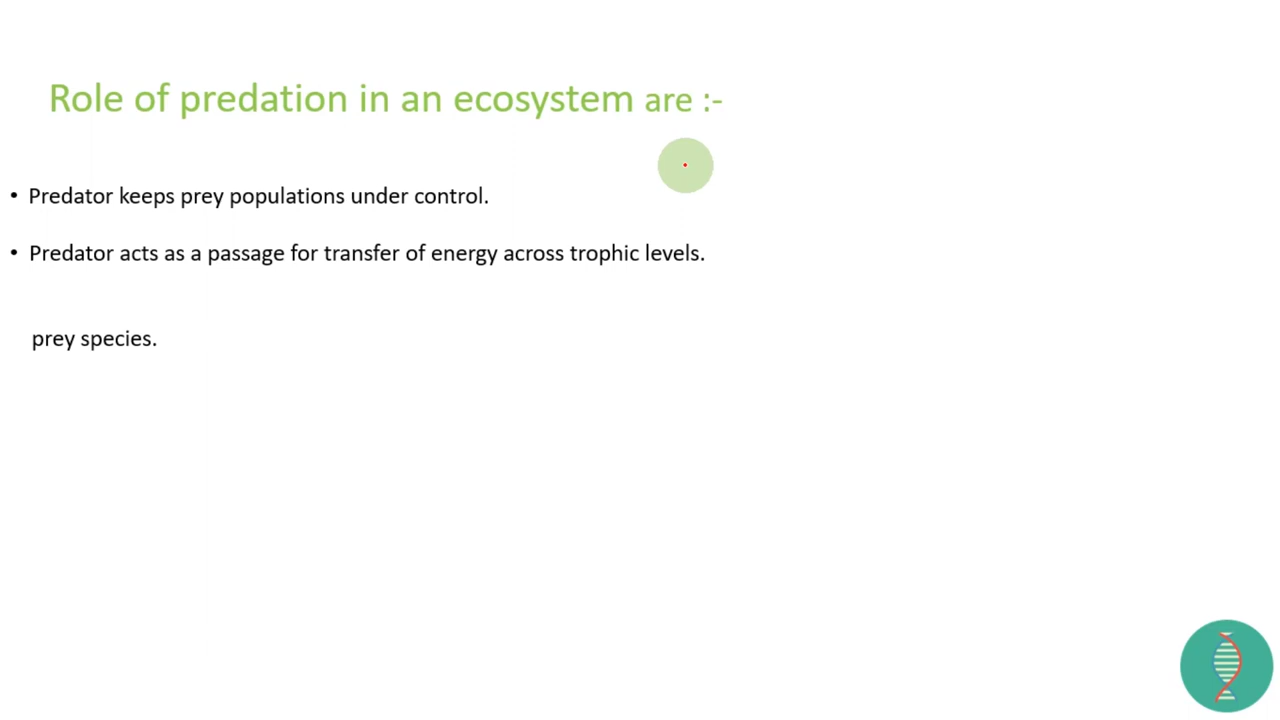 Role of predation in an ecosystem are :-
• Predator keeps prey populations under control.
• Predator acts as a passage for transfer of energy across trophic levels.
prey species.